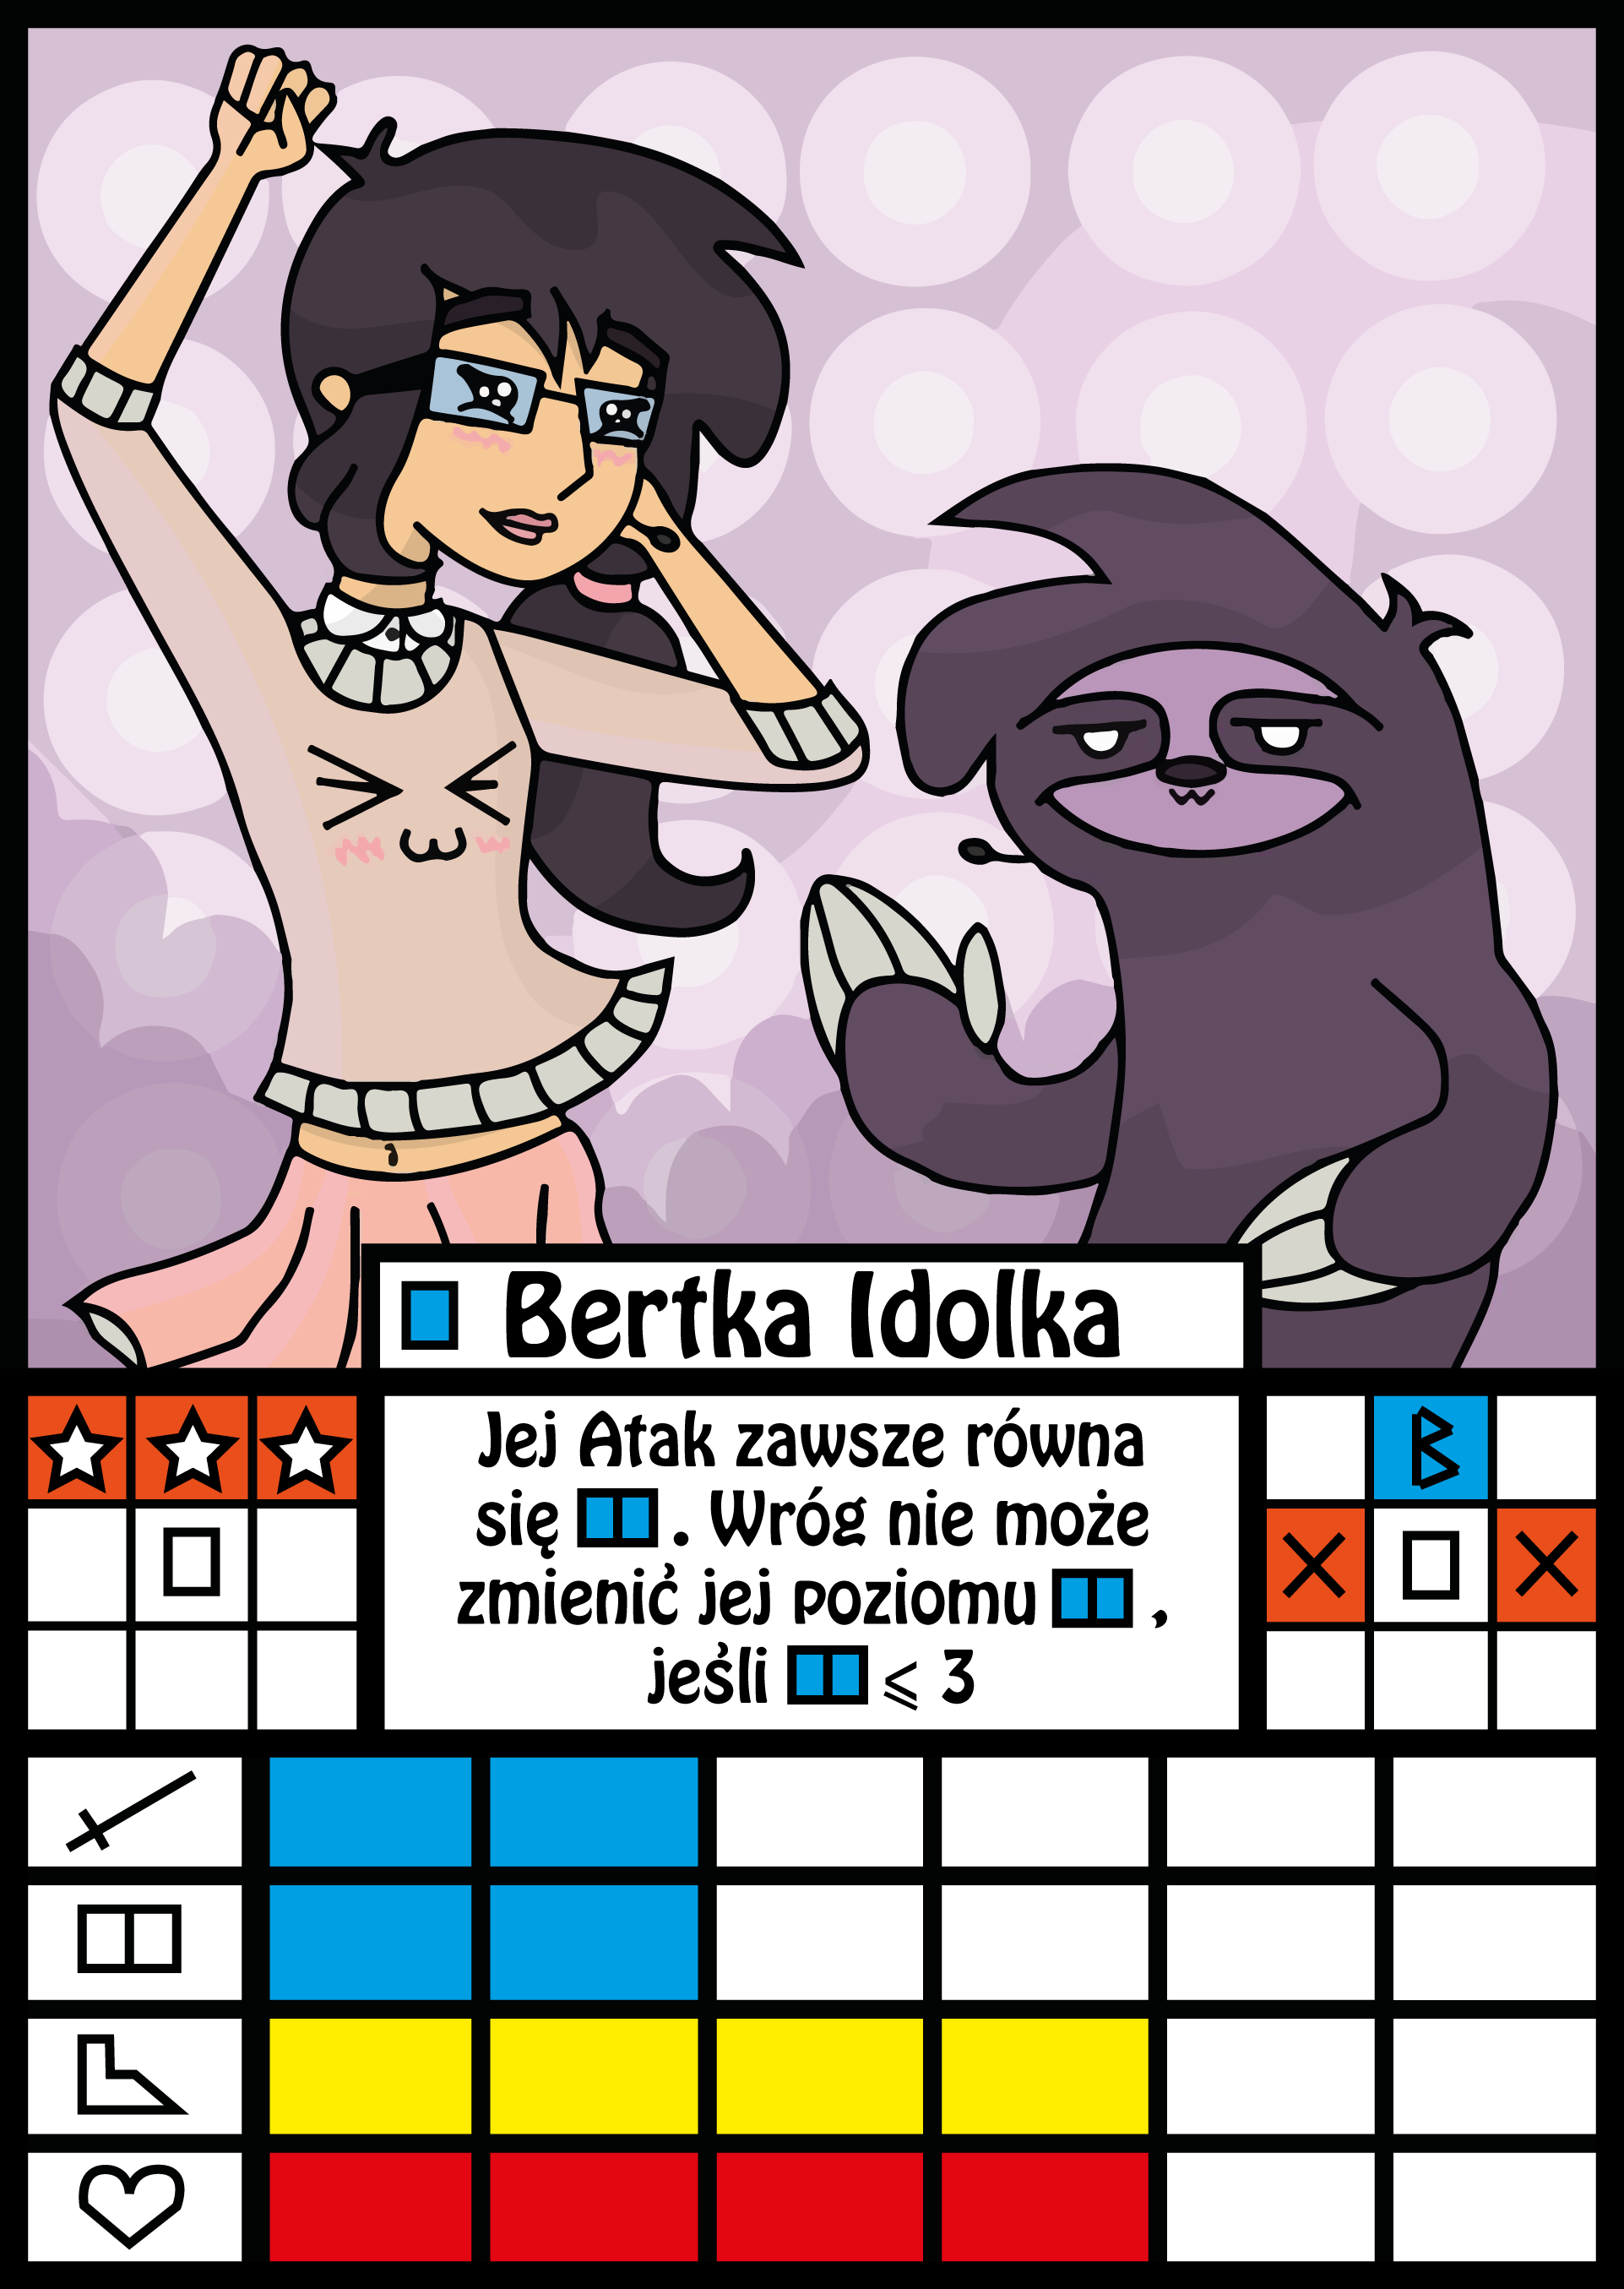 Bertka Idolka
Jej Atak zawsze równa
się . Wróg nie może
zmienić jej poziomu ,
jeśli ⩽ 3
B